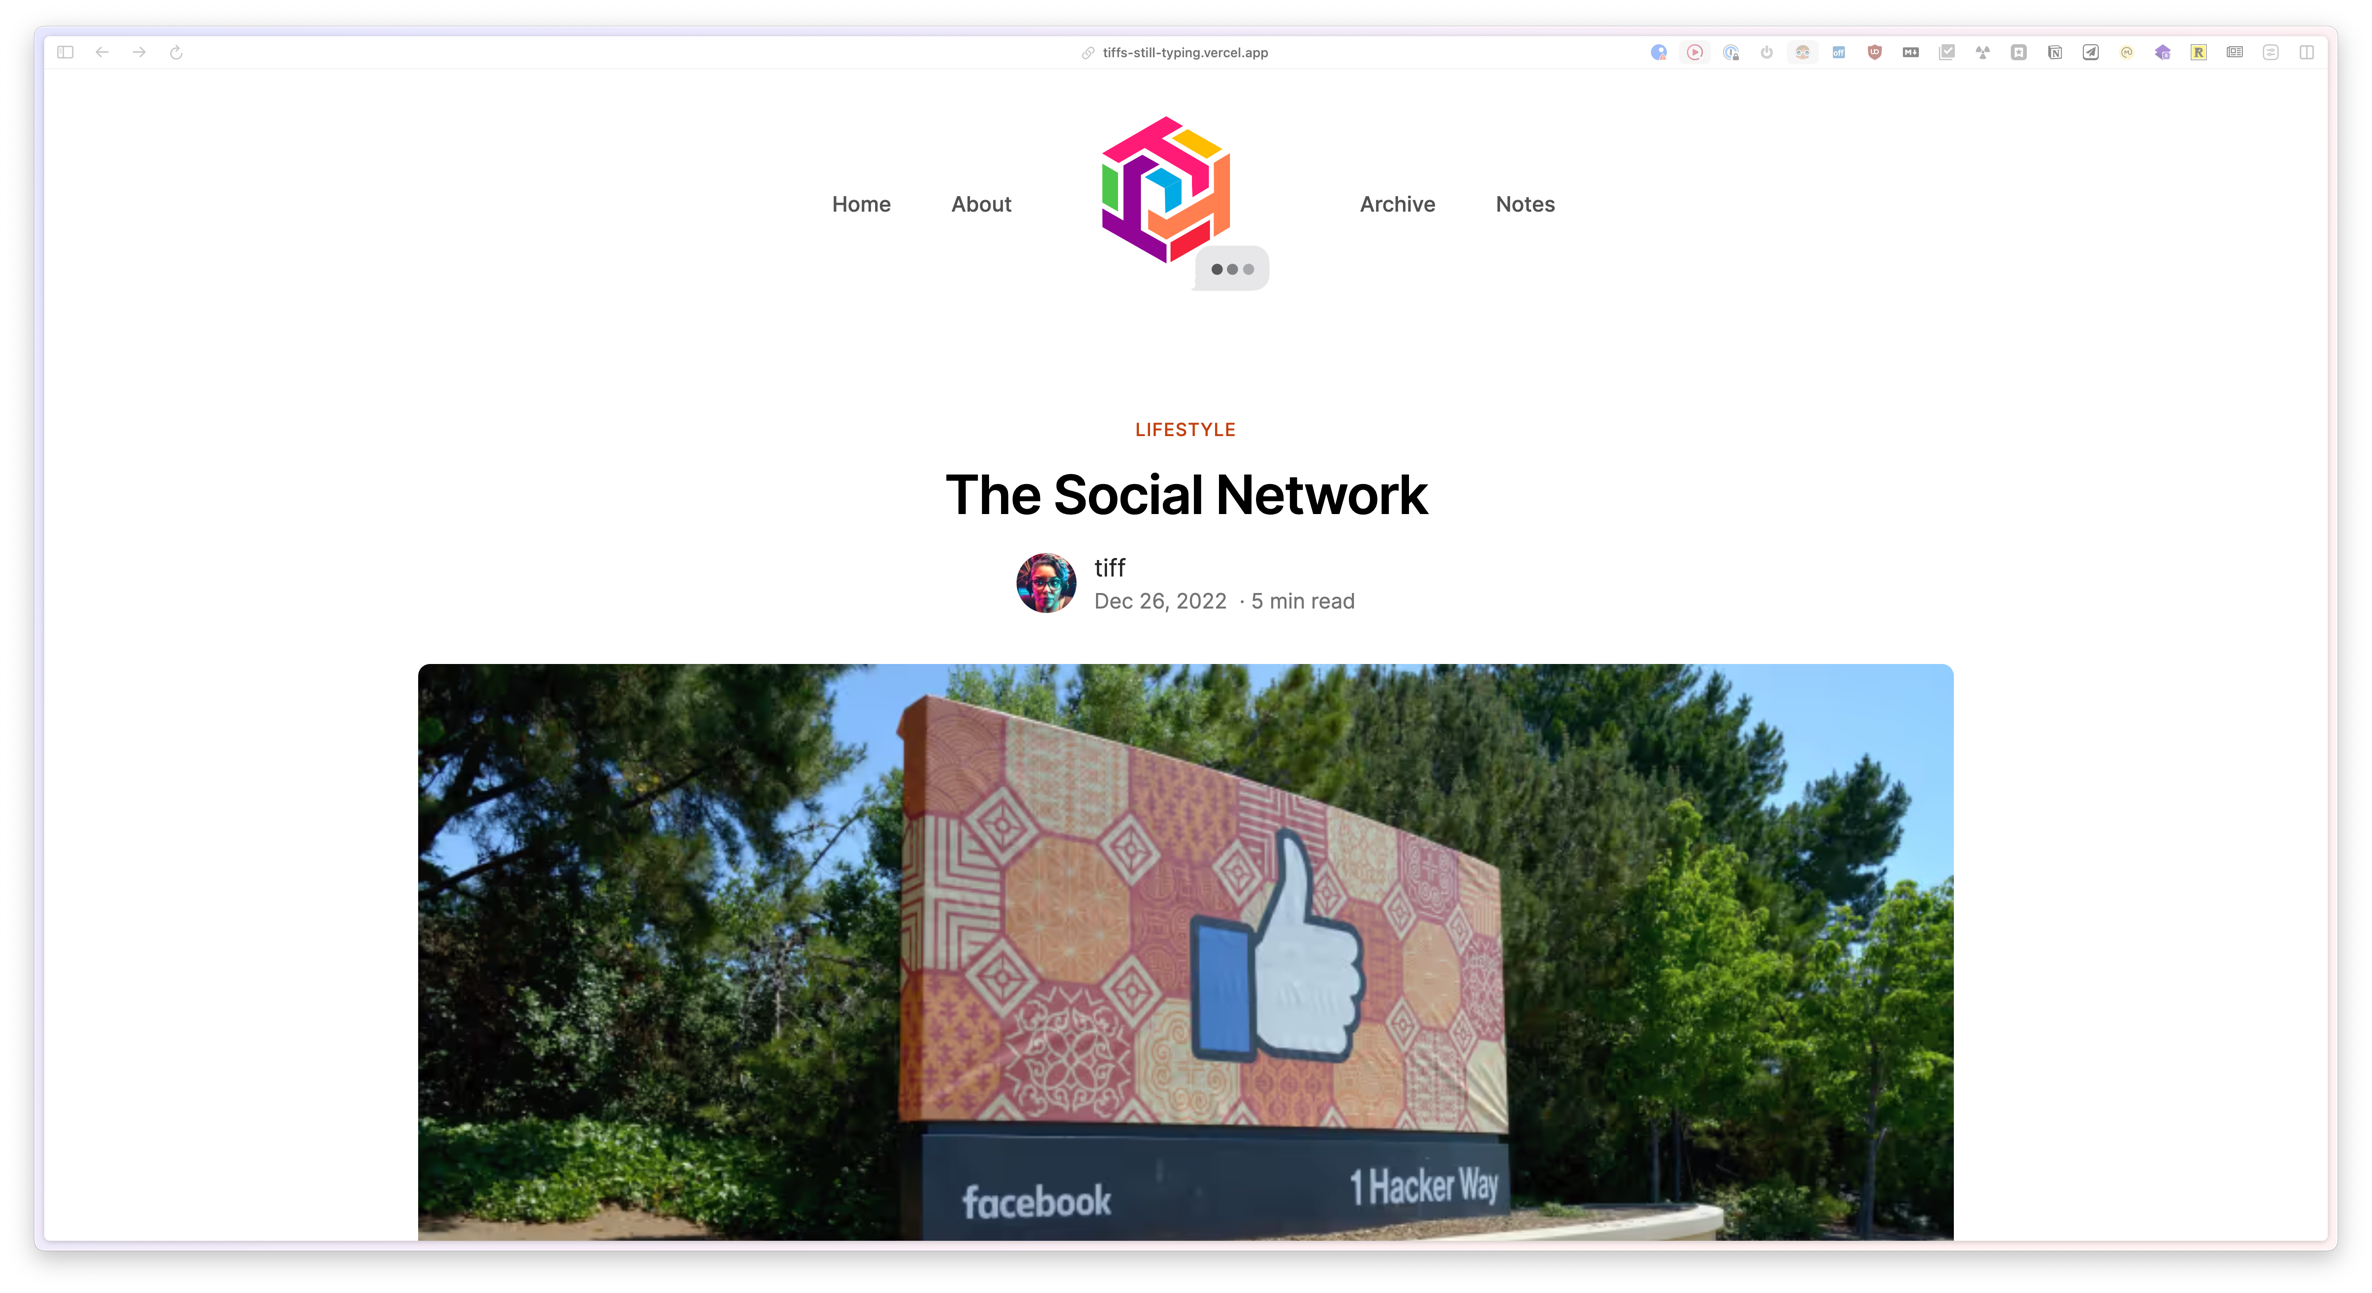 tiffs-still-typing.vercel.app
Home About Archive Notes
LIFESTYLE
The Social Network
tiff
Dec 26, 2022 · 5 min read
facebook 1 Hacker Way